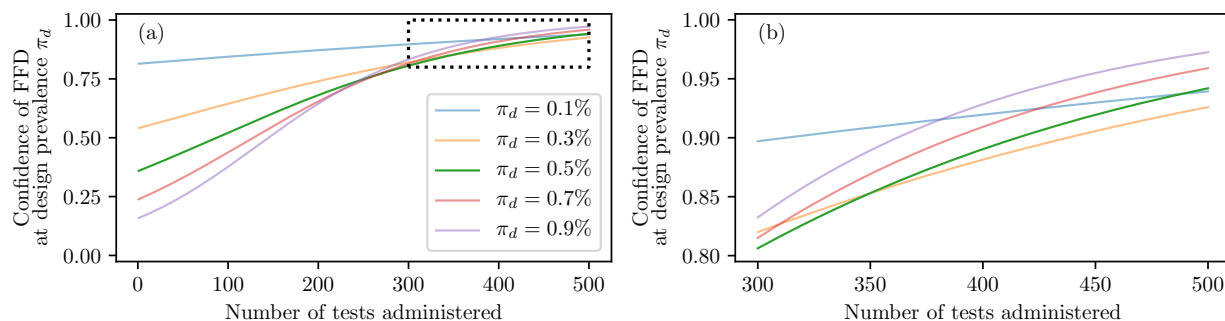 Confidence of FFD
at design prevalence π_d
1.00
0.75
0.50
0.25
0.00
(a)
π_d = 0.1%
π_d = 0.3%
π_d = 0.5%
π_d = 0.7%
π_d = 0.9%
0 100 200 300 400 500
Number of tests administered
Confidence of FFD
at design prevalence π_d
1.00
0.95
0.90
0.85
0.80
(b)
300 350 400 450 500
Number of tests administered